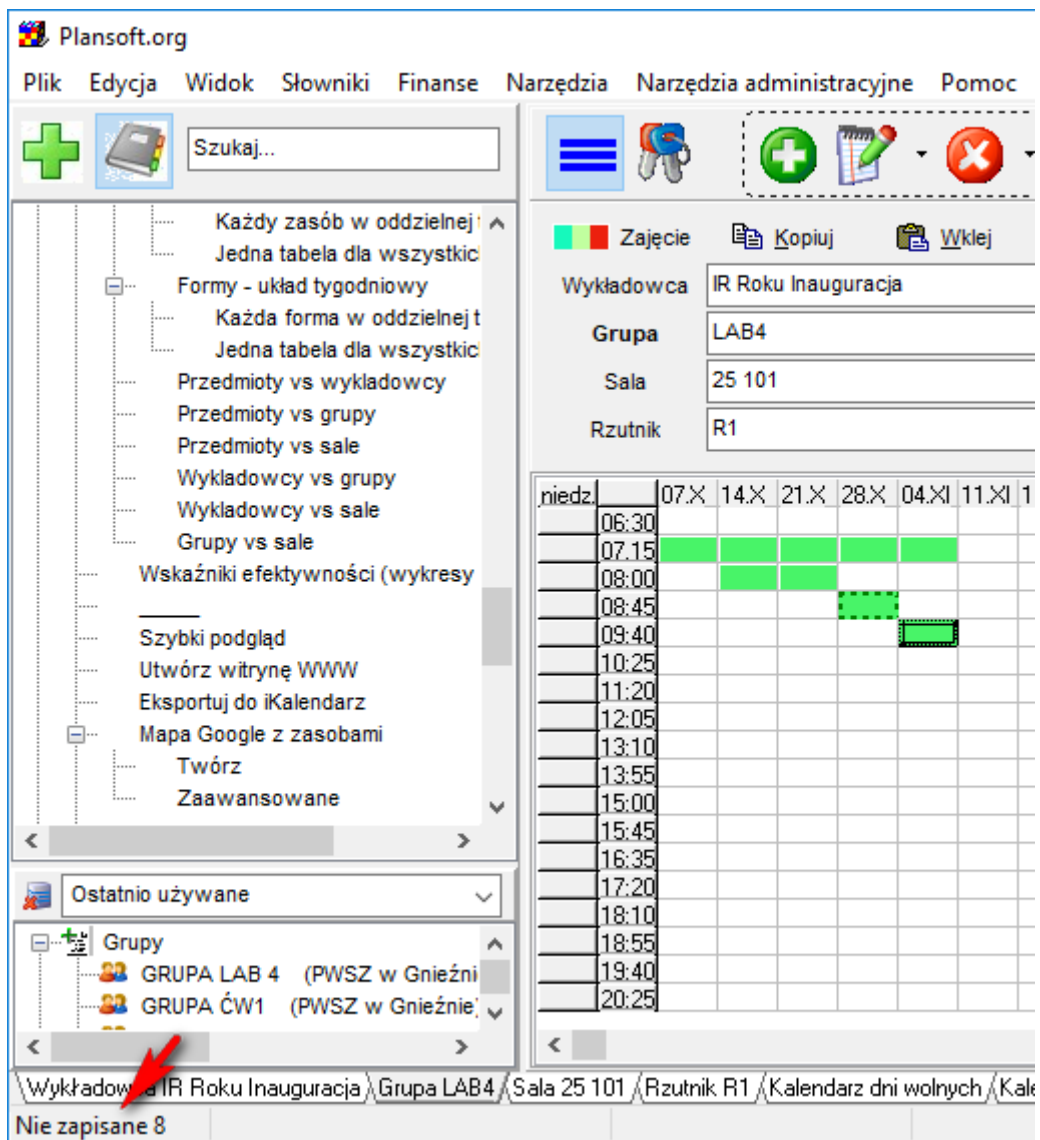 Plansoft.org
Plik Edycja Widok Słowniki Finanse Narzędzia Narzędzia administracyjne Pomoc
Szukaj...
Każdy zasób w oddzielnej
Jedna tabela dla wszystkic
Formy - układ tygodniowy
Każda forma w oddzielnej t
Jedna tabela dla wszystkic
Przedmioty vs wykladowcy
Przedmioty vs grupy
Przedmioty vs sale
Wykladowcy vs grupy
Wykladowcy vs sale
Grupy vs sale
Wskaźniki efektywności (wykresy
Szybki podgląd
Utwórz witrynę WWW
Eksportuj do iKalendarz
Mapa Google z zasobami
Twórz
Zaawansowane
Ostatnio używane
Grupy
GRUPA LAB 4 (PWSZ w Gnieźni
GRUPA ĆW1 (PWSZ w Gnieźnie)
Zajęcie Kopiuj Wklej
Wykładowca IR Roku Inauguracja
Grupa LAB4
Sala 25 101
Rzutnik R1
niedz. 07.X 14.X 21.X 28.X 04.XI 11.XI 1
06:30
07.15
08:00
08:45
09:40
10:25
11:20
12:05
13:10
13:55
15:00
15:45
16:35
17:20
18:10
18:55
19:40
20:25
Wykładowca IR Roku Inauguracja Grupa LAB4 Sala 25 101 Rzutnik R1 Kalendarz dni wolnych Kale
Nie zapisane 8